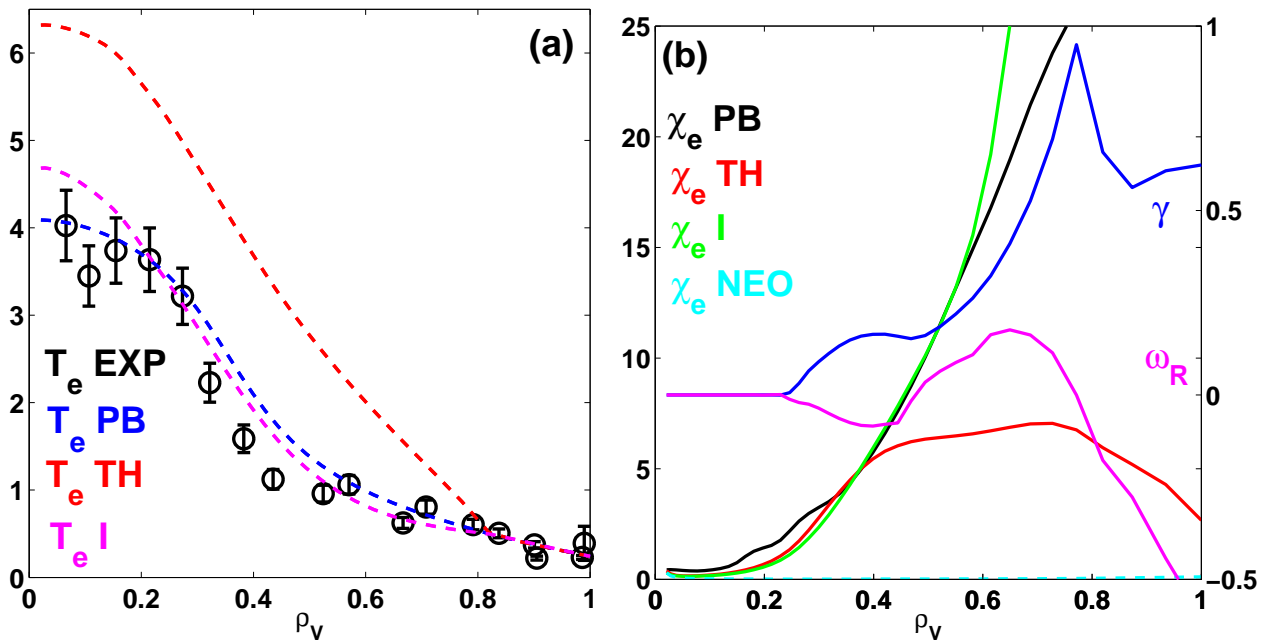 (a)
6
5
4
3
2
1
0
T_e EXP
T_e PB
T_e TH
T_e I
0 0.2 0.4 0.6 0.8 1
ρ_V
(b)
25
20
15
10
5
0
χ_e PB
χ_e TH
χ_e I
χ_e NEO
γ
ω_R
1
0.5
0
−0.5
0 0.2 0.4 0.6 0.8 1
ρ_V